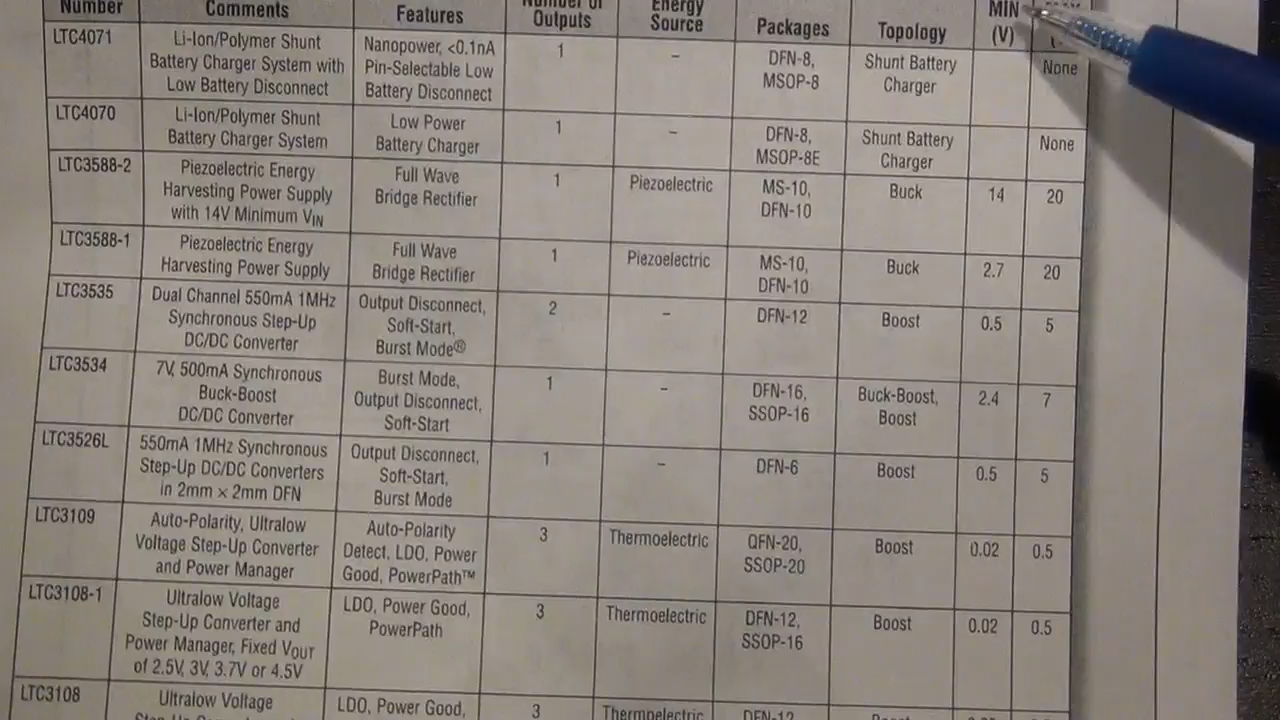 Number Comments Features Number of Outputs Energy Source Packages Topology MIN (V)
LTC4071
Li-Ion/Polymer Shunt
Battery Charger System with
Low Battery Disconnect
Nanopower, <0.1nA
Pin-Selectable Low
Battery Disconnect
1
–
DFN-8,
MSOP-8
Shunt Battery
Charger
None
LTC4070
Li-Ion/Polymer Shunt
Battery Charger System
Low Power
Battery Charger
1
–
DFN-8,
MSOP-8E
Shunt Battery
Charger
None
LTC3588-2
Piezoelectric Energy
Harvesting Power Supply
with 14V Minimum VIN
Full Wave
Bridge Rectifier
1
Piezoelectric
MS-10,
DFN-10
Buck
14
20
LTC3588-1
Piezoelectric Energy
Harvesting Power Supply
Full Wave
Bridge Rectifier
1
Piezoelectric
MS-10,
DFN-10
Buck
2.7
20
LTC3535
Dual Channel 550mA 1MHz
Synchronous Step-Up
DC/DC Converter
Output Disconnect,
Soft-Start,
Burst Mode®
2
–
DFN-12
Boost
0.5
5
LTC3534
7V, 500mA Synchronous
Buck-Boost
DC/DC Converter
Burst Mode,
Output Disconnect,
Soft-Start
1
–
DFN-16,
SSOP-16
Buck-Boost,
Boost
2.4
7
LTC3526L
550mA 1MHz Synchronous
Step-Up DC/DC Converters
in 2mm × 2mm DFN
Output Disconnect,
Soft-Start,
Burst Mode
1
–
DFN-6
Boost
0.5
5
LTC3109
Auto-Polarity, Ultralow
Voltage Step-Up Converter
and Power Manager
Auto-Polarity
Detect, LDO, Power
Good, PowerPath™
3
Thermoelectric
QFN-20,
SSOP-20
Boost
0.02
0.5
LTC3108-1
Ultralow Voltage
Step-Up Converter and
Power Manager, Fixed VOUT
of 2.5V, 3V, 3.7V or 4.5V
LDO, Power Good,
PowerPath
3
Thermoelectric
DFN-12,
SSOP-16
Boost
0.02
0.5
LTC3108
Ultralow Voltage
LDO, Power Good,
3
Thermoelectric
DFN-12
Boost